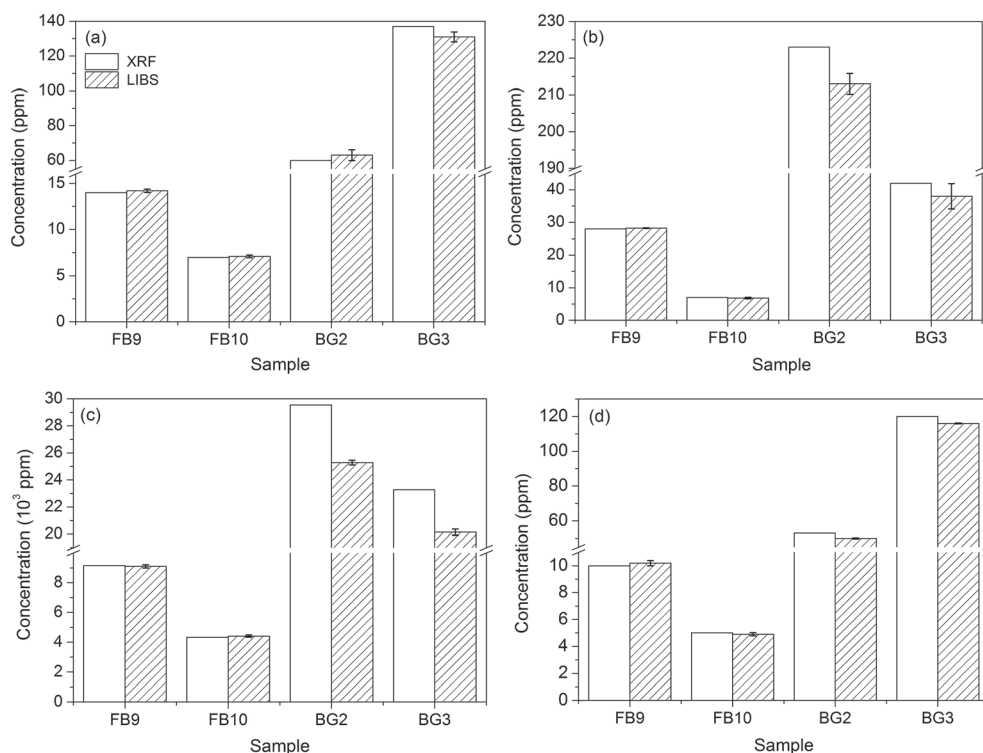 (a)
XRF
LIBS
Concentration (ppm)
140
120
100
80
60
15
10
5
0
FB9 FB10 BG2 BG3
Sample
(b)
Concentration (ppm)
230
220
210
200
190
40
30
20
10
0
FB9 FB10 BG2 BG3
Sample
(c)
Concentration (10³ ppm)
30
28
26
24
22
20
8
6
4
2
0
FB9 FB10 BG2 BG3
Sample
(d)
Concentration (ppm)
120
100
80
60
10
8
6
4
2
0
FB9 FB10 BG2 BG3
Sample